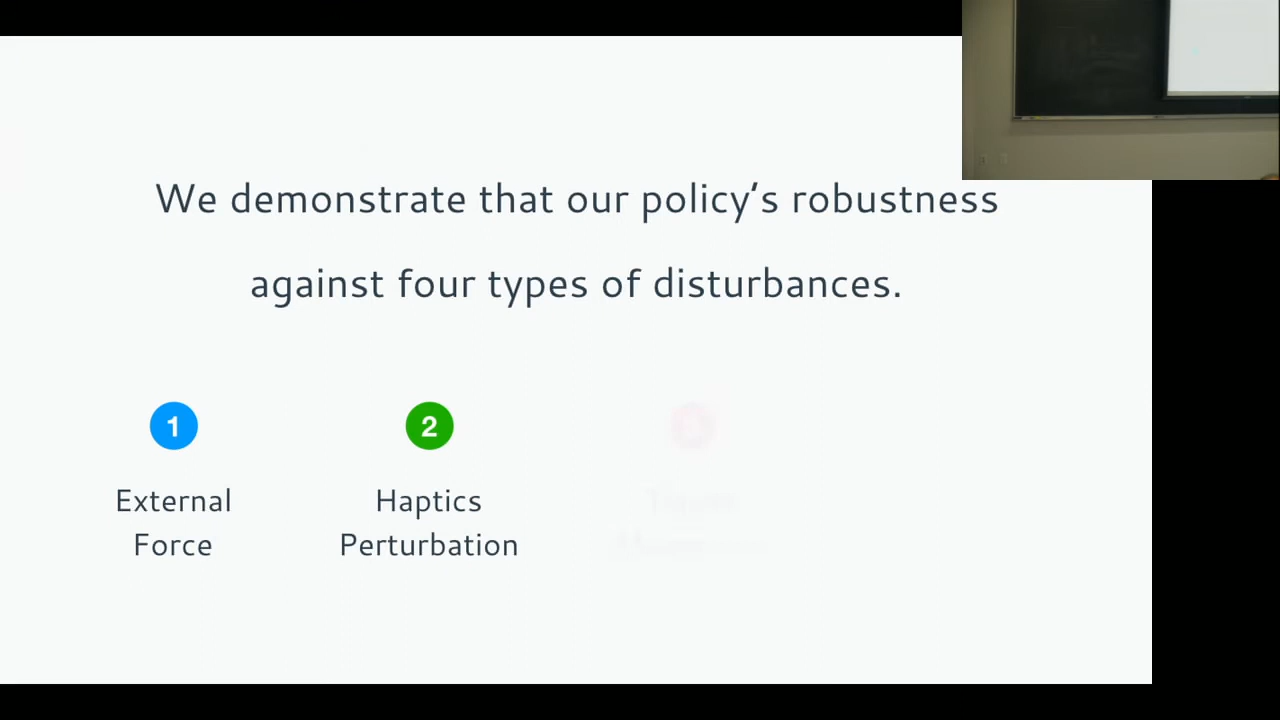 We demonstrate that our policy’s robustness
against four types of disturbances.
1
2
External
Force
Haptics
Perturbation